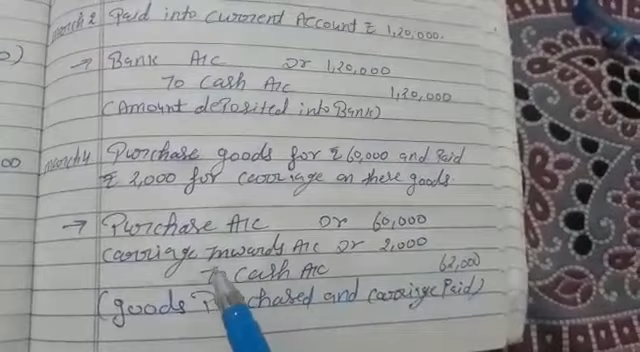 0)
00
March 2 Paid into current Account ₹ 1,20,000.
→ Bank A/c Dr 1,20,000
To Cash A/c 1,20,000
(Amount deposited into Bank)
March 4 Purchase goods for ₹ 60,000 and Paid
₹ 2,000 for carriage on these goods
→ Purchase A/c Dr 60,000
Carriage Inwards A/c Dr 2,000
To Cash A/c 62,000
(goods Purchased and carriage Paid)